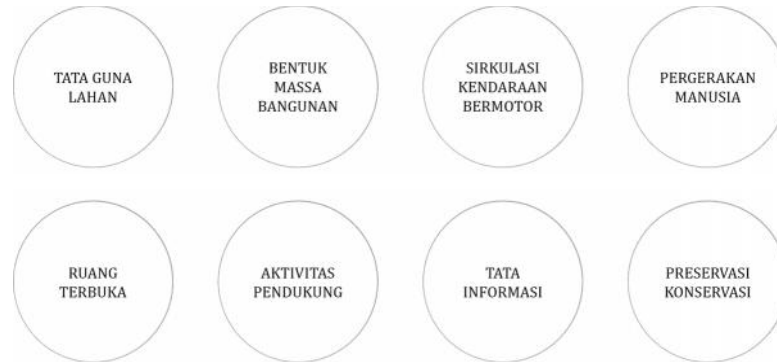 TATA GUNA
LAHAN
BENTUK
MASSA
BANGUNAN
SIRKULASI
KENDARAAN
BERMOTOR
PERGERAKAN
MANUSIA
RUANG
TERBUKA
AKTIVITAS
PENDUKUNG
TATA
INFORMASI
PRESERVASI
KONSERVASI